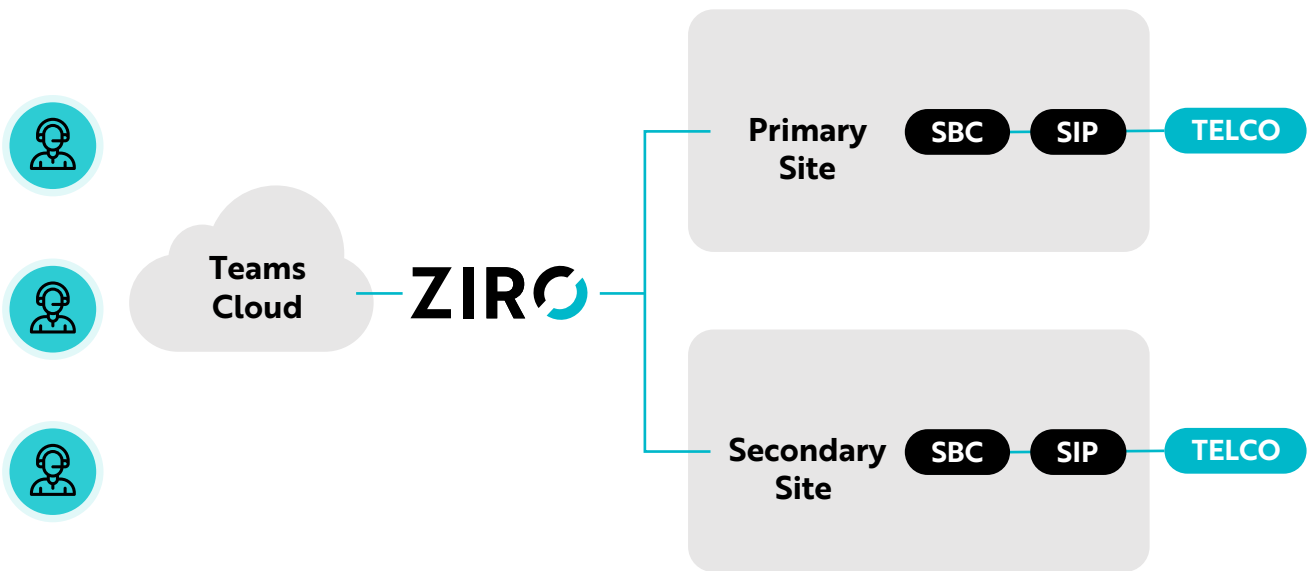 Teams
Cloud
ZIRO
Primary
Site
SBC
SIP
TELCO
Secondary
Site
SBC
SIP
TELCO